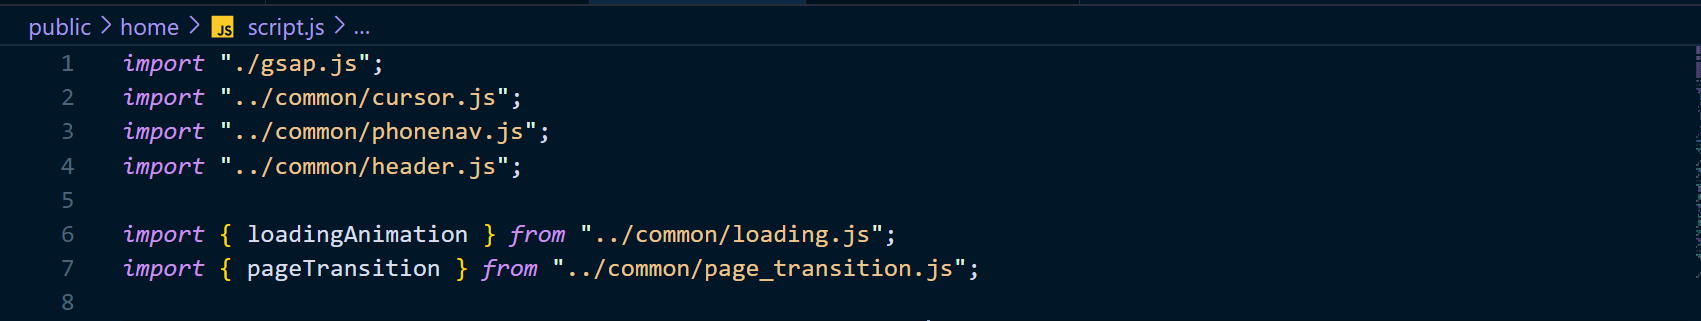 public > home > JS script.js > ...
1 import "./gsap.js";
2 import "../common/cursor.js";
3 import "../common/phonenav.js";
4 import "../common/header.js";
5
6 import { loadingAnimation } from "../common/loading.js";
7 import { pageTransition } from "../common/page_transition.js";
8